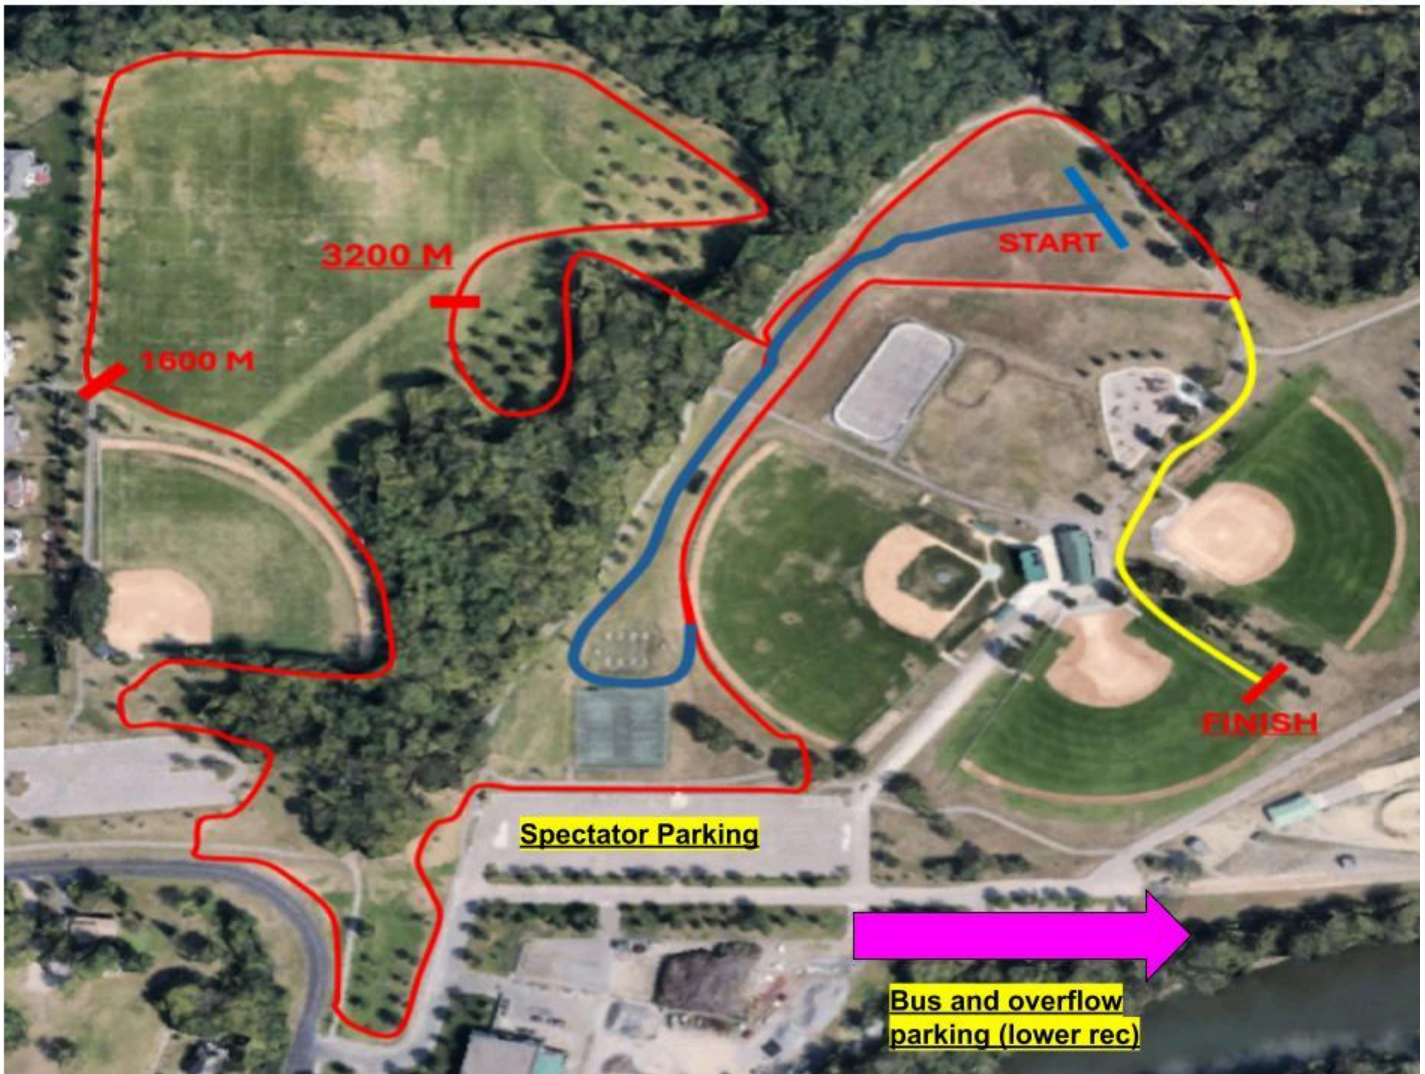 START
3200 M
1600 M
FINISH
Spectator Parking
Bus and overflow
parking (lower rec)